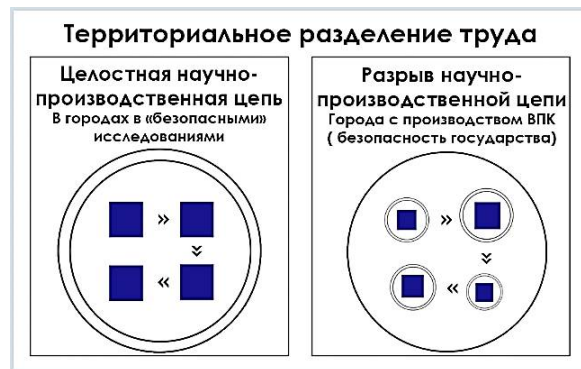 Территориальное разделение труда
Целостная научно-
производственная цепь
В городах в «безопасными»
исследованиями
»
»
«
Разрыв научно-
производственной цепи
Города с производством ВПК
( безопасность государства)
»
»
«